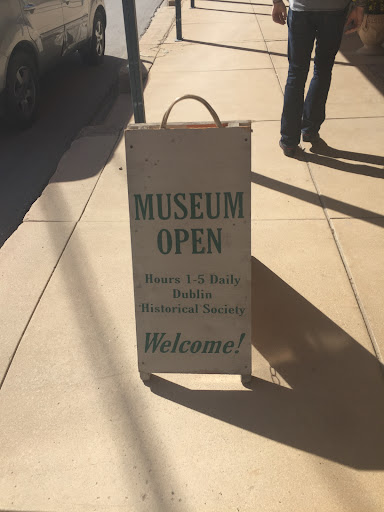 MUSEUM
OPEN
Hours 1-5 Daily
Dublin
Historical Society
Welcome!